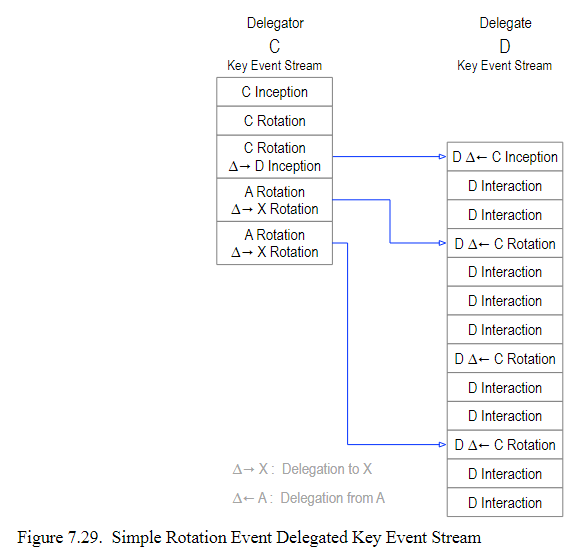 Delegator
C
Key Event Stream
C Inception
C Rotation
C Rotation
Δ→ D Inception
A Rotation
Δ→ X Rotation
A Rotation
Δ→ X Rotation
Delegate
D
Key Event Stream
D Δ← C Inception
D Interaction
D Interaction
D Δ← C Rotation
D Interaction
D Interaction
D Interaction
D Δ← C Rotation
D Interaction
D Interaction
D Δ← C Rotation
D Interaction
D Interaction
Δ→ X : Delegation to X
Δ← A : Delegation from A
Figure 7.29. Simple Rotation Event Delegated Key Event Stream